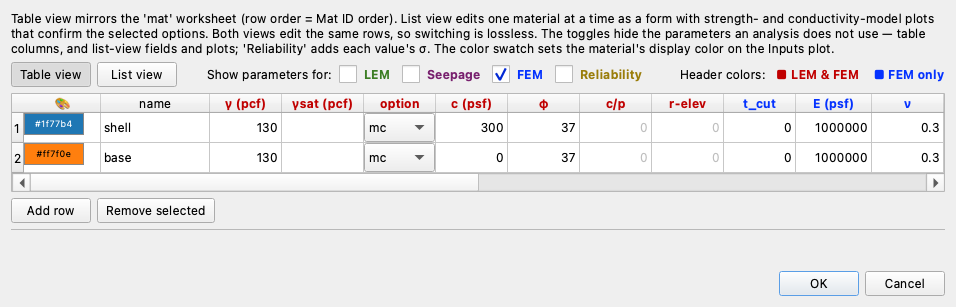 Table view mirrors the 'mat' worksheet (row order = Mat ID order). List view edits one material at a time as a form with strength- and conductivity-model plots
that confirm the selected options. Both views edit the same rows, so switching is lossless. The toggles hide the parameters an analysis does not use — table
columns, and list-view fields and plots; 'Reliability' adds each value's σ. The color swatch sets the material's display color on the Inputs plot.
Table view List view Show parameters for: LEM Seepage FEM Reliability Header colors: LEM & FEM FEM only
name γ (pcf) γsat (pcf) option c (psf) ϕ c/p r-elev t_cut E (psf) ν
1 #1f77b4 shell 130 mc 300 37 0 0 0 1000000 0.3
2 #ff7f0e base 130 mc 0 37 0 0 0 1000000 0.3
Add row Remove selected
OK Cancel